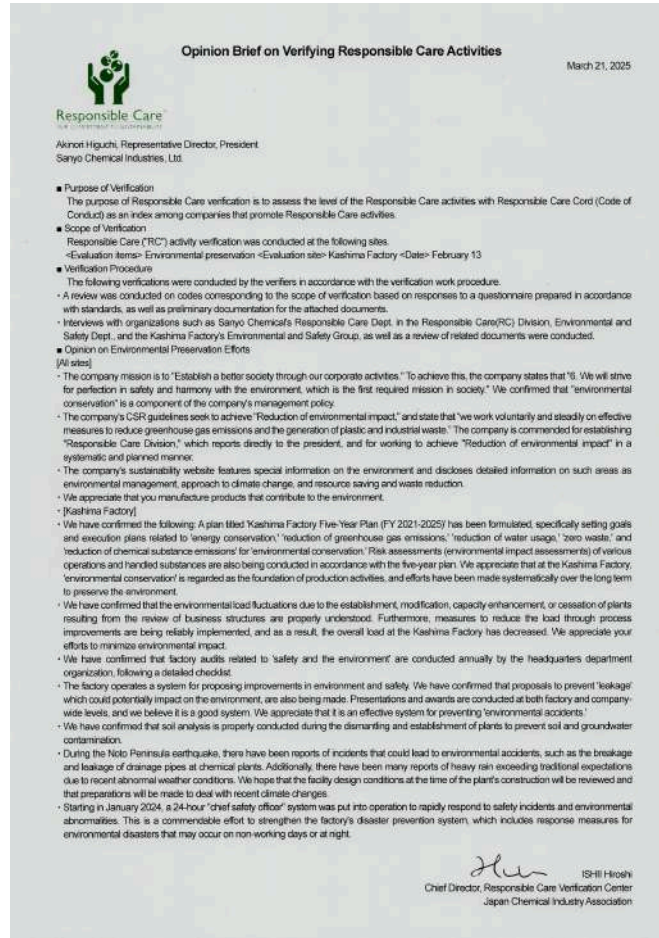 Opinion Brief on Verifying Responsible Care Activities
March 21, 2025
Responsible Care
Akinori Higuchi, Representative Director, President
Sanyo Chemical Industries, Ltd.
■ Purpose of Verification
The purpose of Responsible Care verification is to assess the level of the Responsible Care activities with Responsible Care Cord (Code of
Conduct) as an index among companies that promote Responsible Care activities.
■ Scope of Verification
Responsible Care ("RC") activity verification was conducted at the following sites.
<Evaluation items> Environmental preservation <Evaluation site> Kashima Factory <Date> February 13
■ Verification Procedure
The following verifications were conducted by the verifiers in accordance with the verification work procedure.
・A review was conducted on codes corresponding to the scope of verification based on responses to a questionnaire prepared in accordance
with standards, as well as preliminary documentation for the attached documents.
・Interviews with organizations such as Sanyo Chemical's Responsible Care Dept. in the Responsible Care(RC) Division, Environmental and
Safety Dept., and the Kashima Factory's Environmental and Safety Group, as well as a review of related documents were conducted.
■ Opinion on Environmental Preservation Efforts
[All sites]
・The company mission is to "Establish a better society through our corporate activities." To achieve this, the company states that "6. We will strive
for perfection in safety and harmony with the environment, which is the first required mission in society." We confirmed that "environmental
conservation" is a component of the company's management policy.
・The company's CSR guidelines seek to achieve "Reduction of environmental impact," and state that "we work voluntarily and steadily on effective
measures to reduce greenhouse gas emissions and the generation of plastic and industrial waste." The company is commended for establishing
"Responsible Care Division," which reports directly to the president, and for working to achieve "Reduction of environmental impact" in a
systematic and planned manner.
・The company's sustainability website features special information on the environment and discloses detailed information on such areas as
environmental management, approach to climate change, and resource saving and waste reduction.
・We appreciate that you manufacture products that contribute to the environment.
・[Kashima Factory]
・We have confirmed the following: A plan titled 'Kashima Factory Five-Year Plan (FY 2021-2025)' has been formulated, specifically setting goals
and execution plans related to 'energy conservation,' 'reduction of greenhouse gas emissions,' 'reduction of water usage,' 'zero waste,' and
'reduction of chemical substance emissions' for 'environmental conservation.' Risk assessments (environmental impact assessments) of various
operations and handled substances are also being conducted in accordance with the five-year plan. We appreciate that at the Kashima Factory,
'environmental conservation' is regarded as the foundation of production activities, and efforts have been made systematically over the long term
to preserve the environment.
・We have confirmed that the environmental load fluctuations due to the establishment, modification, capacity enhancement, or cessation of plants
resulting from the review of business structures are properly understood. Furthermore, measures to reduce the load through process
improvements are being reliably implemented, and as a result, the overall load at the Kashima Factory has decreased. We appreciate your
efforts to minimize environmental impact.
・We have confirmed that factory audits related to 'safety and the environment' are conducted annually by the headquarters department
organization, following a detailed checklist.
・The factory operates a system for proposing improvements in environment and safety. We have confirmed that proposals to prevent 'leakage'
which could potentially impact on the environment, are also being made. Presentations and awards are conducted at both factory and company-
wide levels, and we believe it is a good system. We appreciate that it is an effective system for preventing 'environmental accidents.'
・We have confirmed that soil analysis is properly conducted during the dismantling and establishment of plants to prevent soil and groundwater
contamination.
・During the Noto Peninsula earthquake, there have been reports of incidents that could lead to environmental accidents, such as the breakage
and leakage of drainage pipes at chemical plants. Additionally, there have been many reports of heavy rain exceeding traditional expectations
due to recent abnormal weather conditions. We hope that the facility design conditions at the time of the plant's construction will be reviewed and
that preparations will be made to deal with recent climate changes.
・Starting in January 2024, a 24-hour "chief safety officer" system was put into operation to rapidly respond to safety incidents and environmental
abnormalities. This is a commendable effort to strengthen the factory's disaster prevention system, which includes response measures for
environmental disasters that may occur on non-working days or at night.
ISHII Hiroshi
Chief Director, Responsible Care Verification Center
Japan Chemical Industry Association